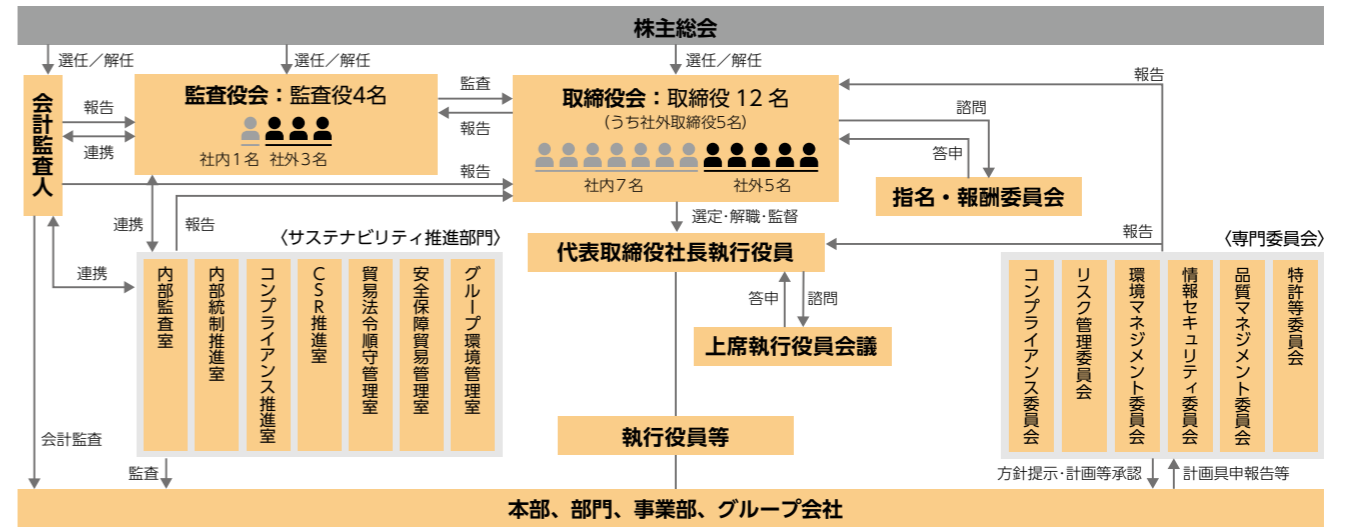 株主総会
選任／解任
選任／解任
選任／解任
会計監査人
報告
連携
監査役会：監査役4名
社内1名 社外3名
監査
報告
報告
取締役会：取締役 12 名
(うち社外取締役5名)
社内7名
社外5名
報告
諮問
答申
指名・報酬委員会
連携
報告
選定・解職・監督
代表取締役社長執行役員
報告
答申
諮問
上席執行役員会議
連携
〈サステナビリティ推進部門〉
内部監査室
内部統制推進室
コンプライアンス推進室
CSR推進室
貿易法令順守管理室
安全保障貿易管理室
グループ環境管理室
〈専門委員会〉
コンプライアンス委員会
リスク管理委員会
環境マネジメント委員会
情報セキュリティ委員会
品質マネジメント委員会
特許等委員会
執行役員等
会計監査
監査
方針提示・計画等承認
計画具申報告等
本部、部門、事業部、グループ会社